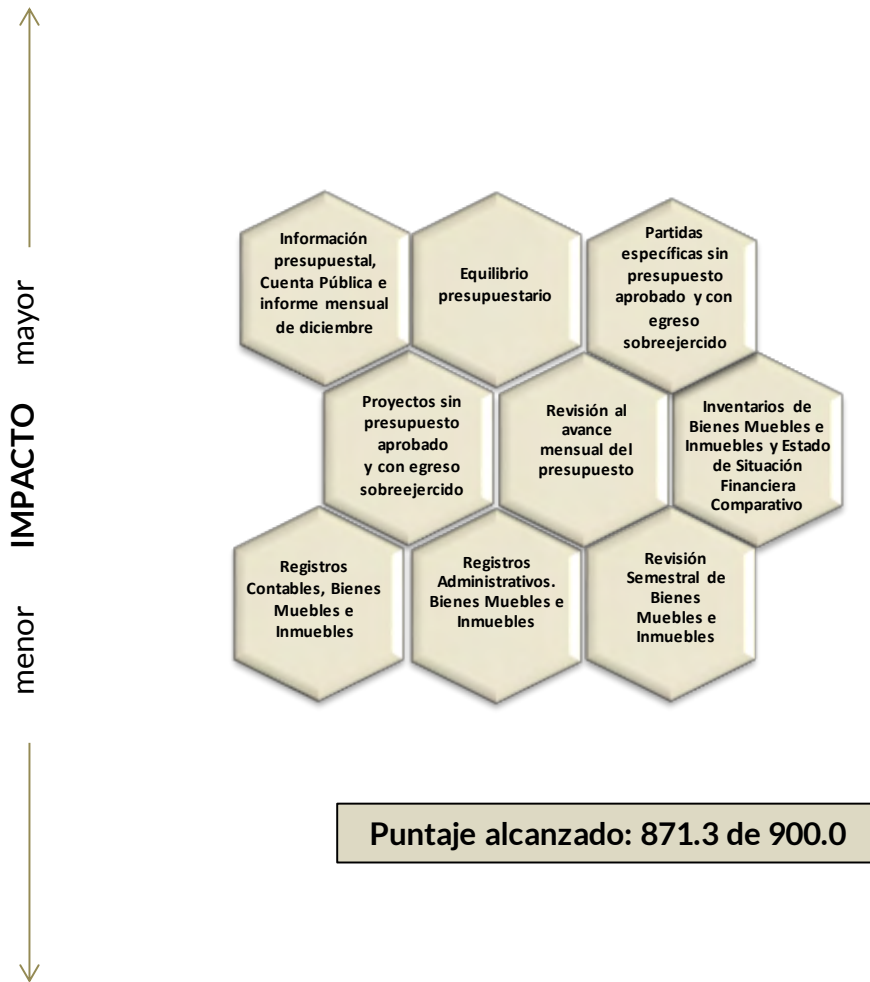 mayor
IMPACTO
menor
Información
presupuestal,
Cuenta Pública e
informe mensual
de diciembre
Equilibrio
presupuestario
Partidas
específicas sin
presupuesto
aprobado y con
egreso
sobreejercido
Proyectos sin
presupuesto
aprobado
y con egreso
sobreejercido
Revisión al
avance
mensual del
presupuesto
Inventarios de
Bienes Muebles e
Inmuebles y Estado
de Situación
Financiera
Comparativo
Registros
Contables, Bienes
Muebles e
Inmuebles
Registros
Administrativos.
Bienes Muebles e
Inmuebles
Revisión
Semestral de
Bienes
Muebles e
Inmuebles
Puntaje alcanzado: 871.3 de 900.0